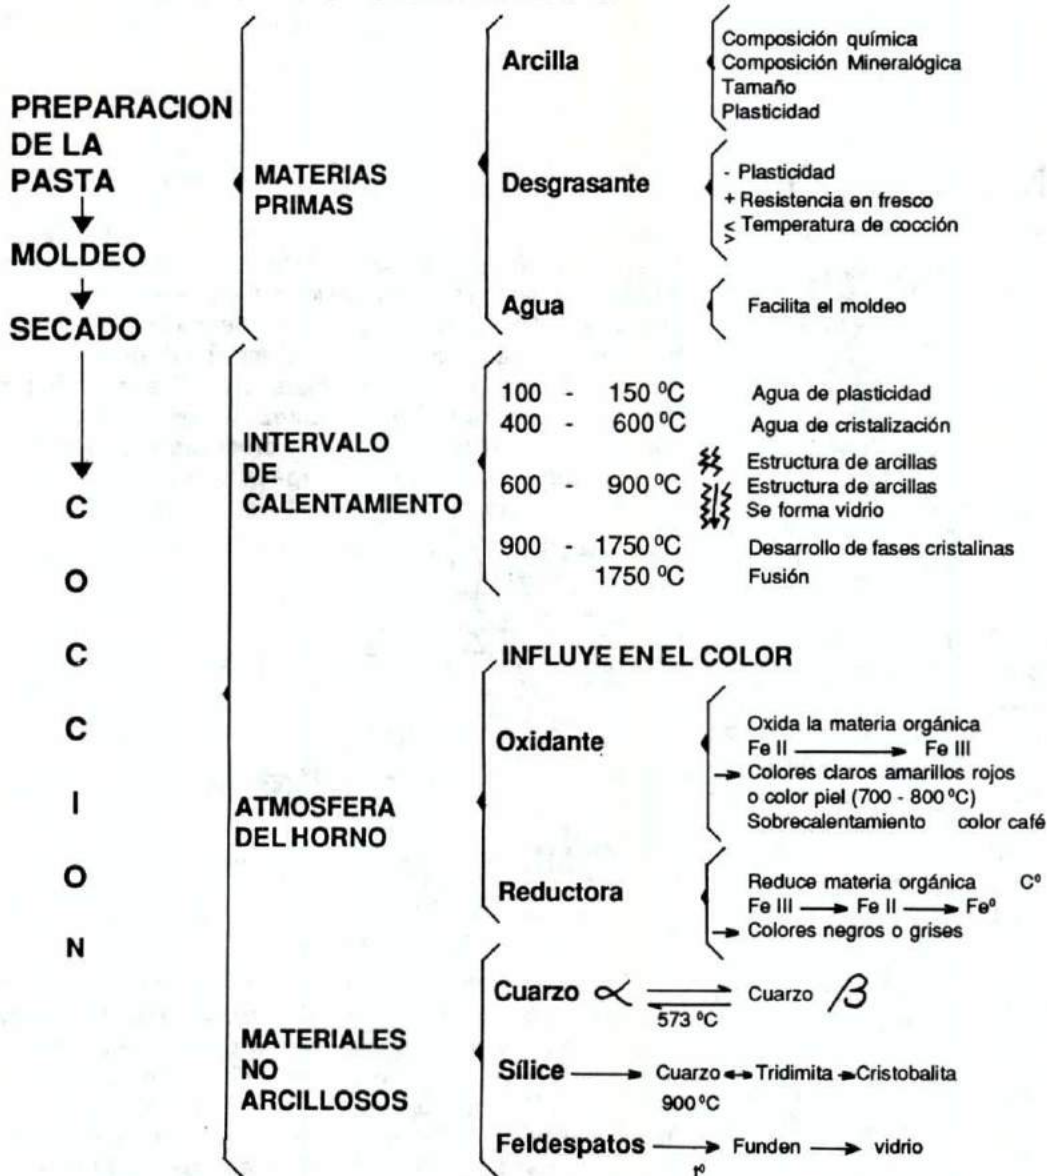 PREPARACION
DE LA
PASTA
MOLDEO
SECADO
C
O
C
C
I
O
N
MATERIAS
PRIMAS
Arcilla
Composición química
Composición Mineralógica
Tamaño
Plasticidad
Desgrasante
- Plasticidad
+ Resistencia en fresco
< Temperatura de cocción
>
Agua
Facilita el moldeo
INTERVALO
DE
CALENTAMIENTO
100 - 150 ºC Agua de plasticidad
400 - 600 ºC Agua de cristalización
Estructura de arcillas
600 - 900 ºC Estructura de arcillas
Se forma vidrio
900 - 1750 ºC Desarrollo de fases cristalinas
1750 ºC Fusión
ATMOSFERA
DEL HORNO
INFLUYE EN EL COLOR
Oxidante
Oxida la materia orgánica
Fe II → Fe III
→ Colores claros amarillos rojos
o color piel (700 - 800 ºC)
Sobrecalentamiento color café
Reductora
Reduce materia orgánica Cº
Fe III → Fe II → Feº
→ Colores negros o grises
MATERIALES
NO
ARCILLOSOS
Cuarzo α ⇌ Cuarzo β
573 ºC
Sílice → Cuarzo ↔ Tridimita → Cristobalita
900 ºC
Feldespatos → Funden → vidrio
tº